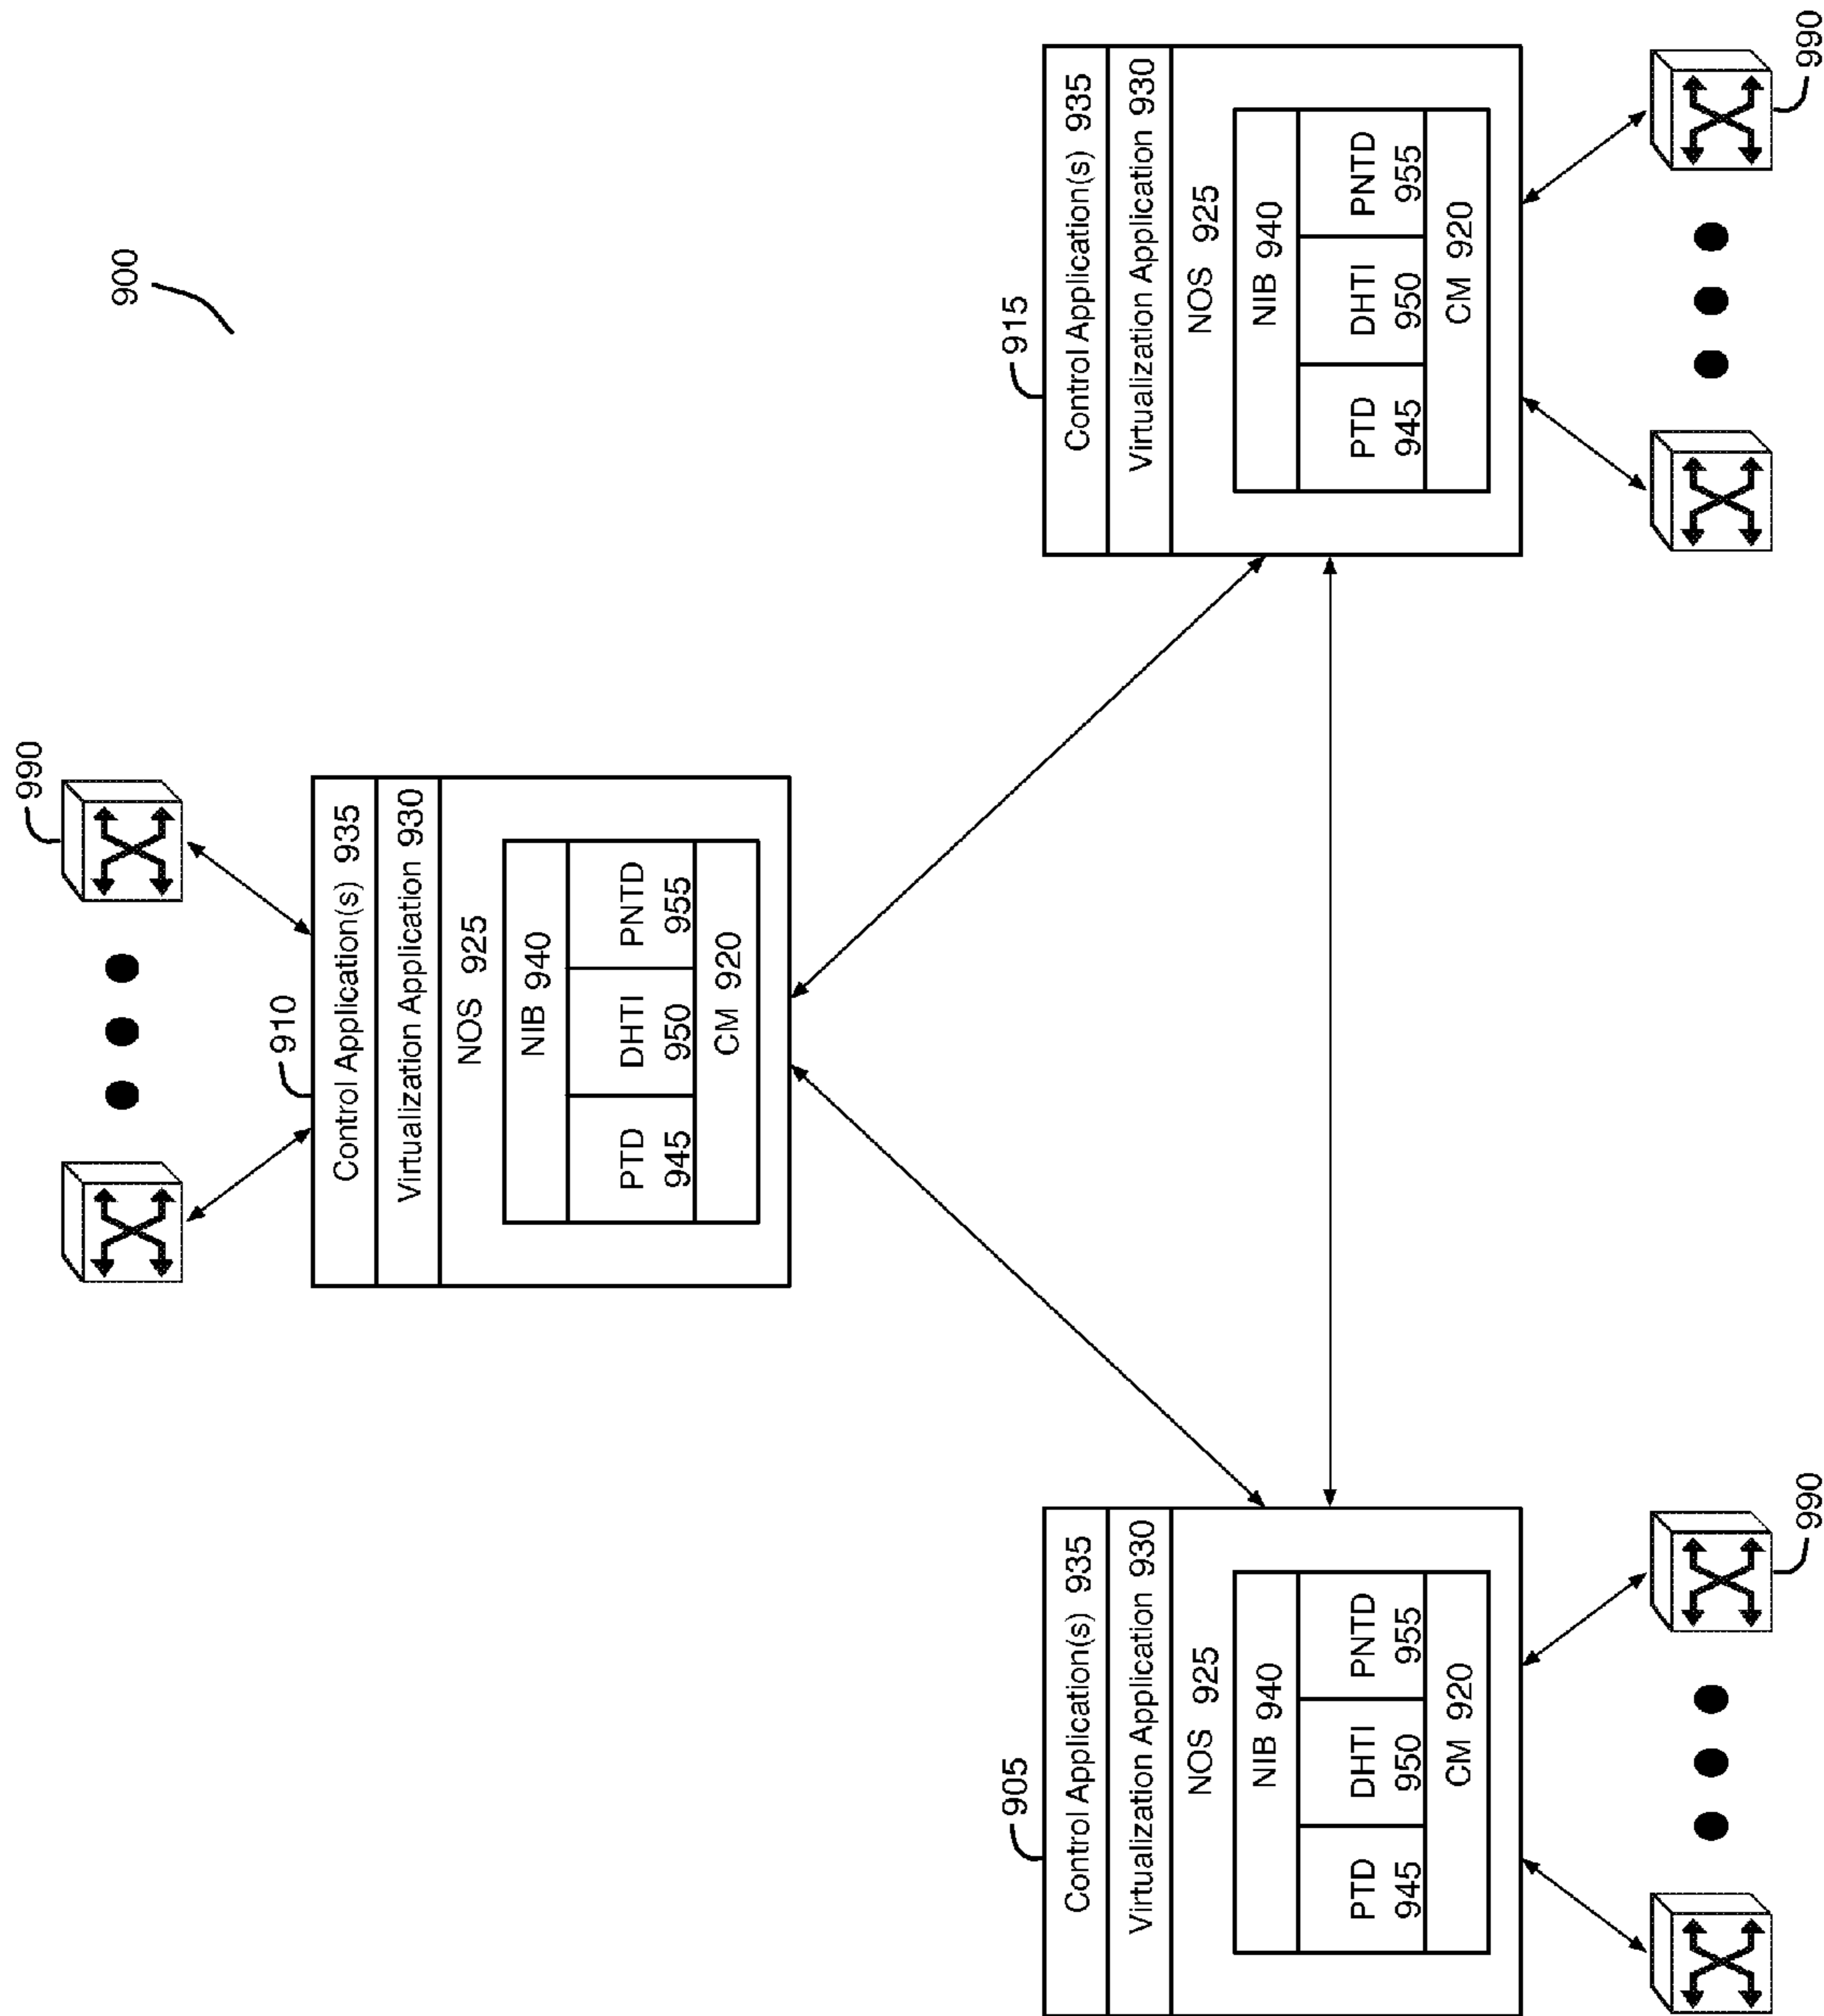 900
990
910
Control Application(s) 935
Virtualization Application 930
NOS 925
NIB 940
PTD 945
DHTI 950
PNTD 955
CM 920
905
Control Application(s) 935
Virtualization Application 930
NOS 925
NIB 940
PTD 945
DHTI 950
PNTD 955
CM 920
990
915
Control Application(s) 935
Virtualization Application 930
NOS 925
NIB 940
PTD 945
DHTI 950
PNTD 955
CM 920
990